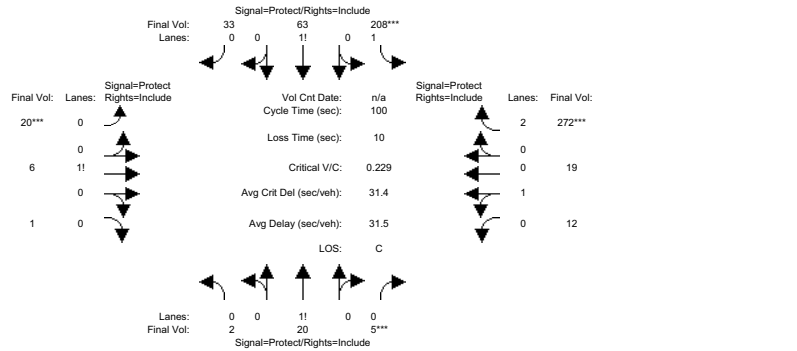 Signal=Protect/Rights=Include
Final Vol: 33 63 208***
Lanes: 0 0 1! 0 1
Signal=Protect
Final Vol: Lanes: Rights=Include
Vol Cnt Date: n/a
Signal=Protect
Rights=Include Lanes: Final Vol:
Cycle Time (sec): 100
20*** 0
2 272***
Loss Time (sec): 10
0
0
6 1!
Critical V/C: 0.229
0 19
0
Avg Crit Del (sec/veh): 31.4
1
1 0
Avg Delay (sec/veh): 31.5
0 12
LOS: C
Lanes: 0 0 1! 0 0
Final Vol: 2 20 5***
Signal=Protect/Rights=Include